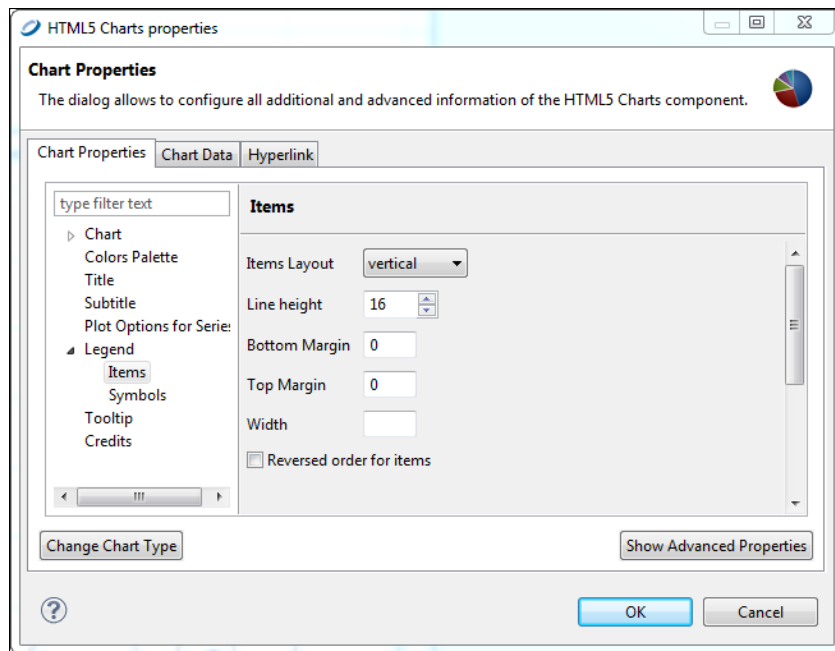 HTML5 Charts properties
Chart Properties
The dialog allows to configure all additional and advanced information of the HTML5 Charts component.
Chart Properties Chart Data Hyperlink
type filter text
Chart
Colors Palette
Title
Subtitle
Plot Options for Series
Legend
Items
Symbols
Tooltip
Credits
Items
Items Layout vertical
Line height 16
Bottom Margin 0
Top Margin 0
Width
Reversed order for items
Change Chart Type
Show Advanced Properties
?
OK Cancel